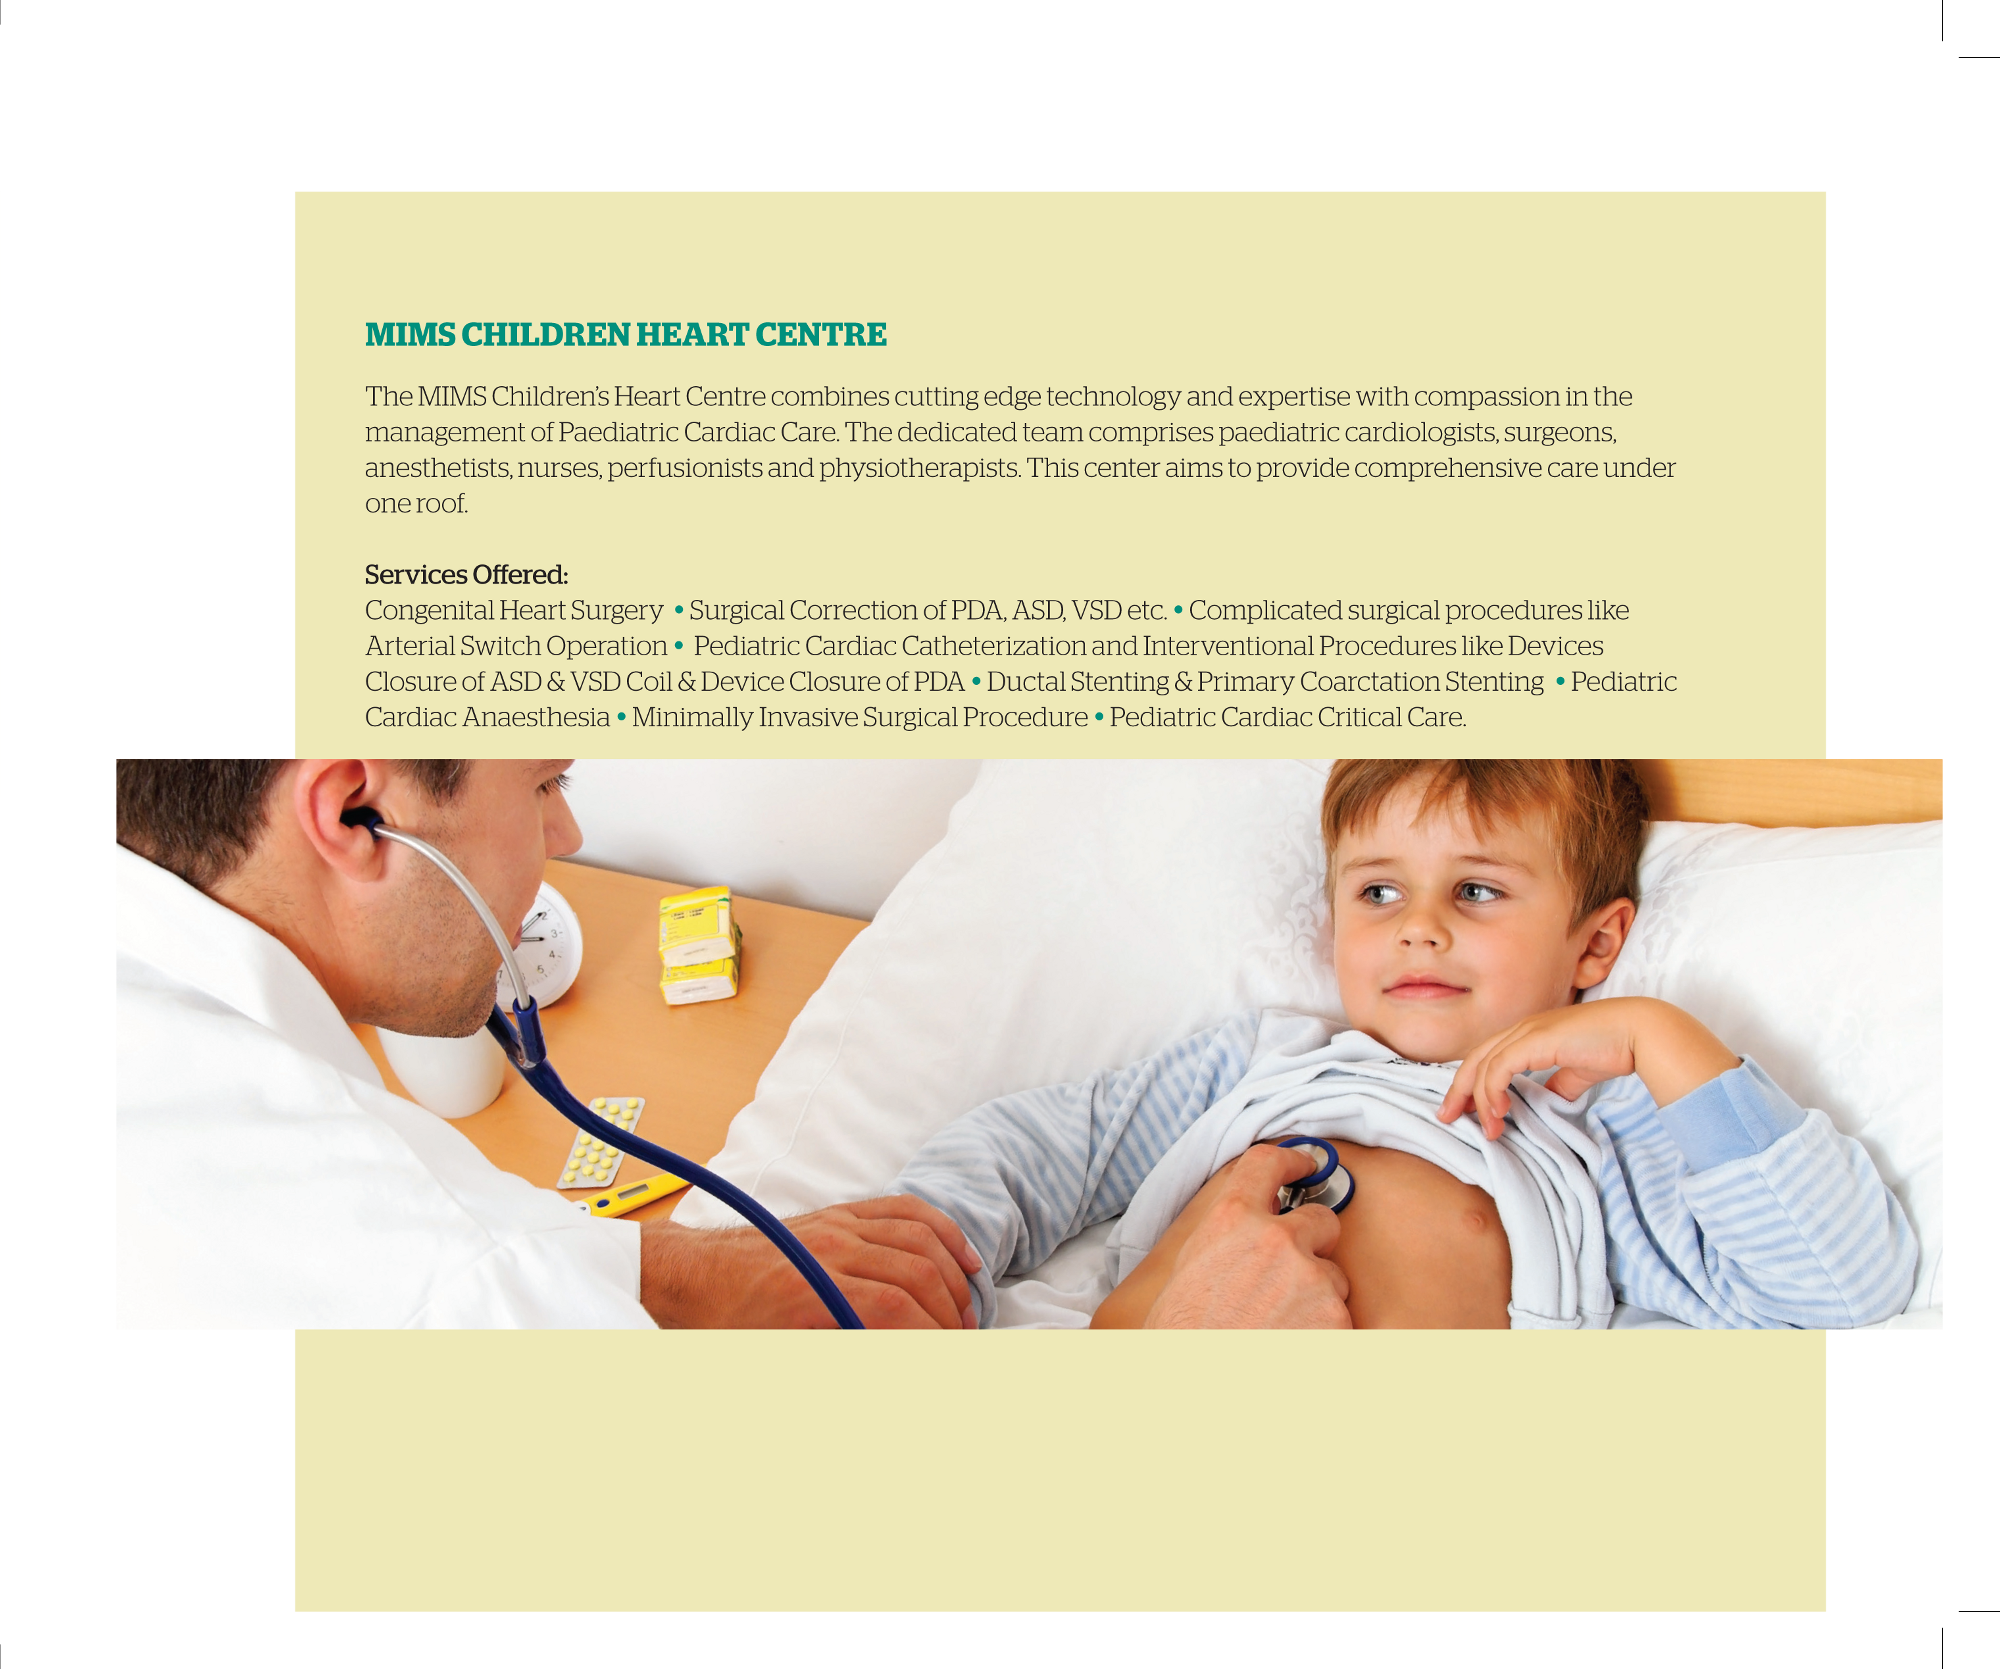 MIMS CHILDREN HEART CENTRE
The MIMS Children’s Heart Centre combines cutting edge technology and expertise with compassion in the
management of Paediatric Cardiac Care. The dedicated team comprises paediatric cardiologists, surgeons,
anesthetists, nurses, perfusionists and physiotherapists. This center aims to provide comprehensive care under
one roof.
Services Offered:
Congenital Heart Surgery • Surgical Correction of PDA, ASD, VSD etc. • Complicated surgical procedures like
Arterial Switch Operation • Pediatric Cardiac Catheterization and Interventional Procedures like Devices
Closure of ASD & VSD Coil & Device Closure of PDA • Ductal Stenting & Primary Coarctation Stenting • Pediatric
Cardiac Anaesthesia • Minimally Invasive Surgical Procedure • Pediatric Cardiac Critical Care.
2
3
4
5